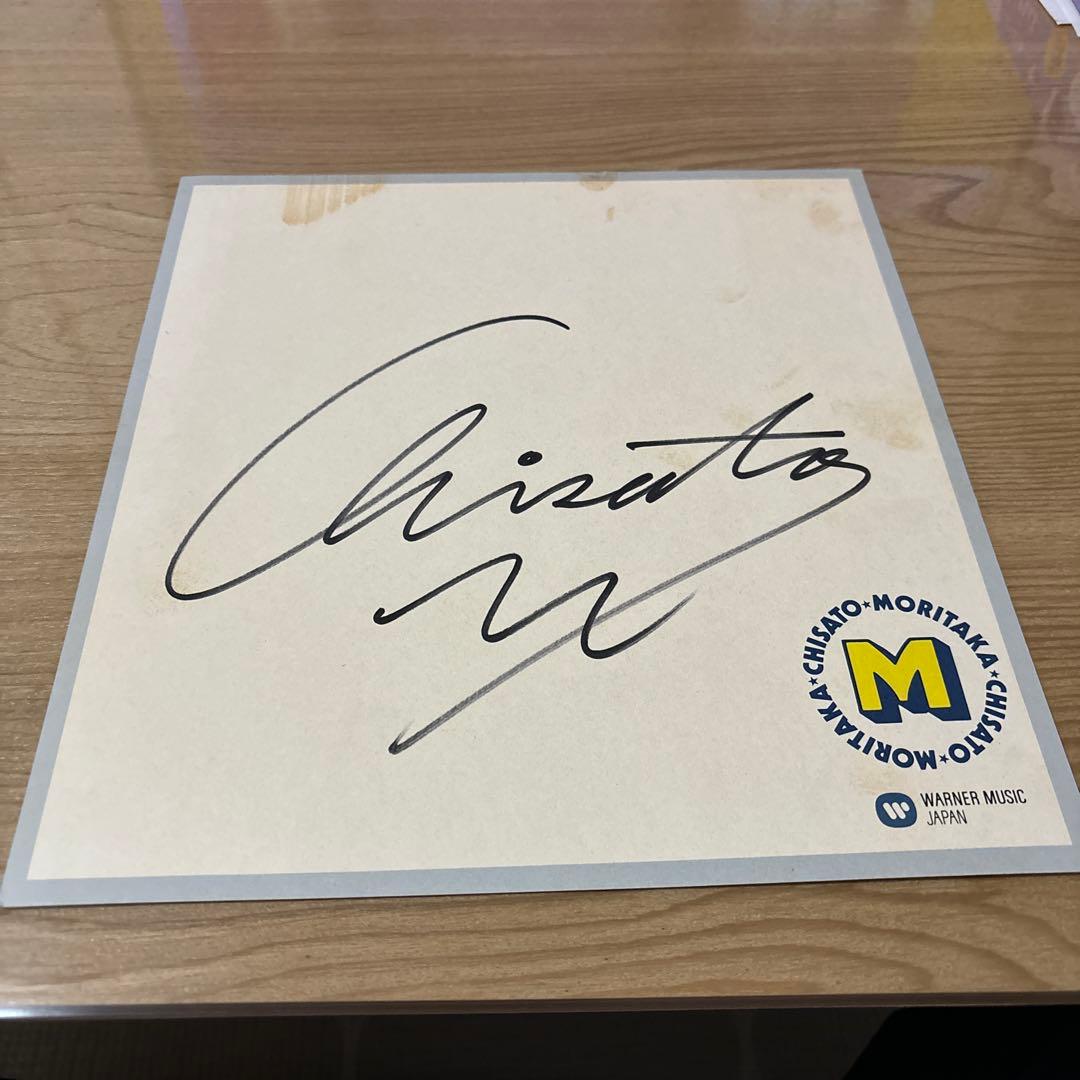 Chisato
M
CHISATO★MORITAKA★CHISATO★MORITAKA★
M
WARNER MUSIC
JAPAN